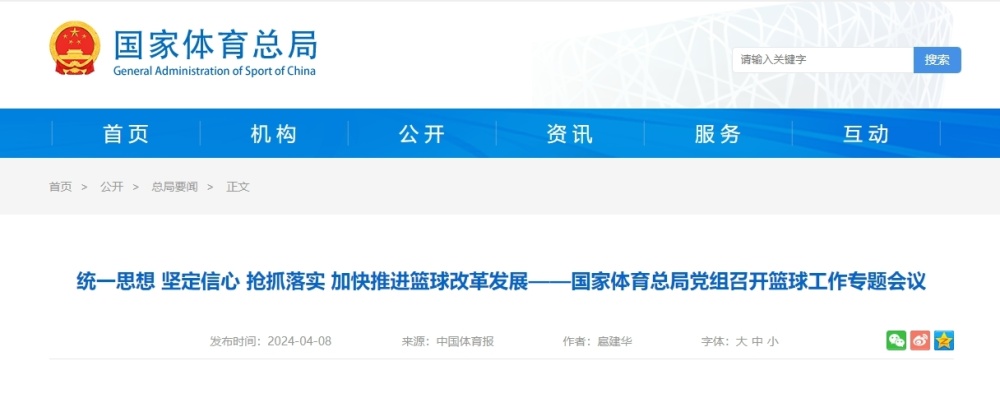 国家体育总局
General Administration of Sport of China
请输入关键字 搜索
首页 机构 公开 资讯 服务 互动
首页 > 公开 > 总局要闻 > 正文
统一思想 坚定信心 抢抓落实 加快推进篮球改革发展——国家体育总局党组召开篮球工作专题会议
发布时间：2024-04-08 来源：中国体育报 作者：扈建华 字体：大 中 小